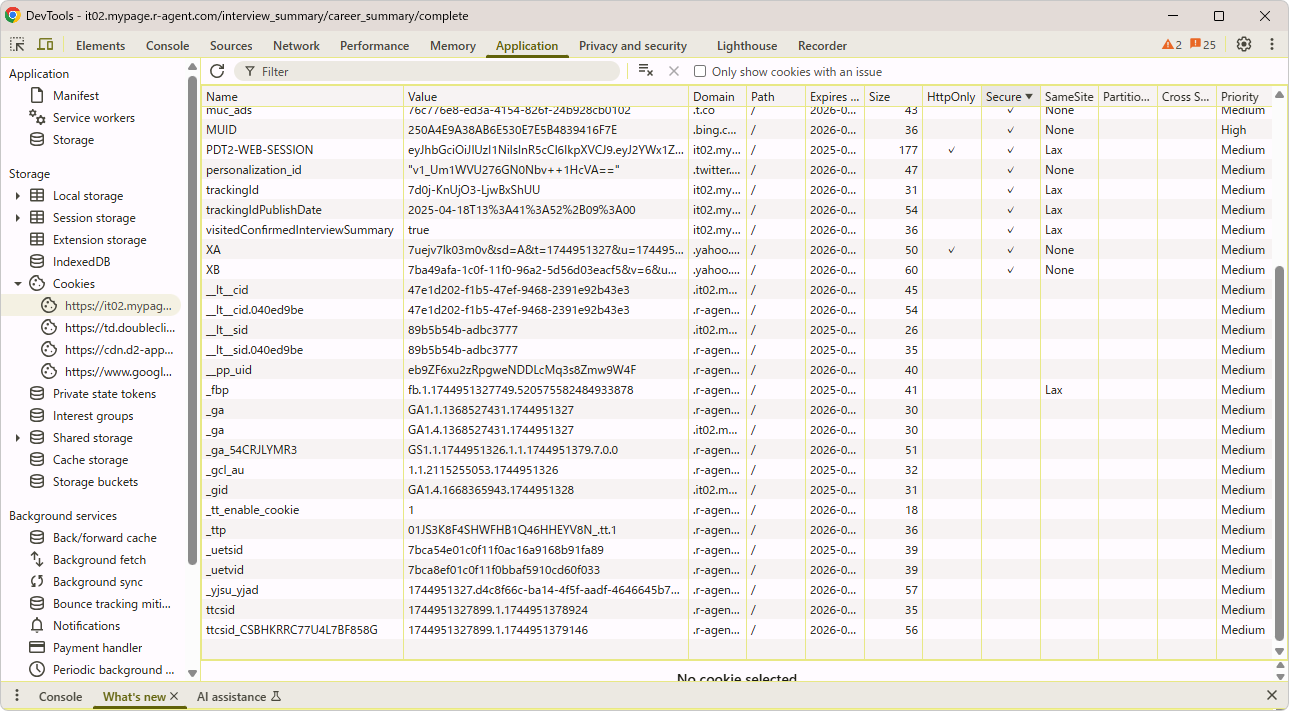 DevTools - it02.mypage.r-agent.com/interview_summary/career_summary/complete
Elements Console Sources Network Performance Memory Application Privacy and security Lighthouse Recorder 2 25
Application
Manifest
Service workers
Storage
Storage
Local storage
Session storage
Extension storage
IndexedDB
Cookies
https://it02.mypag...
https://td.doublecli...
https://cdn.d2-app...
https://www.googl...
Private state tokens
Interest groups
Shared storage
Cache storage
Storage buckets
Background services
Back/forward cache
Background fetch
Background sync
Bounce tracking miti...
Notifications
Payment handler
Periodic background ...
Filter Only show cookies with an issue
Name Value Domain Path Expires ... Size HttpOnly Secure ▼ SameSite Partitio... Cross S... Priority
muc_ads 76c776e8-ed3a-4154-826f-24b928cb0102 .t.co / 2026-0... 43 ✓ None Medium
MUID 250A4E9A38AB6E530E7E5B4839416F7E .bing.c... / 2026-0... 36 ✓ None High
PDT2-WEB-SESSION eyJhbGciOiJIUzI1NiIsInR5cCI6IkpXVCJ9.eyJ2YWx1Z... it02.my... / 2025-0... 177 ✓ ✓ Lax Medium
personalization_id "v1_Um1WVU276GN0Nbv++1HcVA==" .twitter... / 2026-0... 47 ✓ None Medium
trackingId 7d0j-KnUjO3-LjwBxShUU it02.my... / 2026-0... 31 ✓ Lax Medium
trackingIdPublishDate 2025-04-18T13%3A41%3A52%2B09%3A00 it02.my... / 2026-0... 54 ✓ Lax Medium
visitedConfirmedInterviewSummary true it02.my... / 2026-0... 36 ✓ Lax Medium
XA 7uejv7lk03m0v&sd=A&t=1744951327&u=174495... .yahoo.... / 2026-0... 50 ✓ ✓ None Medium
XB 7ba49afa-1c0f-11f0-96a2-5d56d03eacf5&v=6&u... .yahoo.... / 2026-0... 60 ✓ None Medium
__lt__cid 47e1d202-f1b5-47ef-9468-2391e92b43e3 .it02.m... / 2026-0... 45 Medium
__lt__cid.040ed9be 47e1d202-f1b5-47ef-9468-2391e92b43e3 .r-agen... / 2026-0... 54 Medium
__lt__sid 89b5b54b-adbc3777 .it02.m... / 2025-0... 26 Medium
__lt__sid.040ed9be 89b5b54b-adbc3777 .r-agen... / 2025-0... 35 Medium
__pp_uid eb9ZF6xu2zRpgweNDDLcMq3s8Zmw9W4F .r-agen... / 2026-0... 40 Medium
_fbp fb.1.1744951327749.520575582484933878 .r-agen... / 2025-0... 41 Lax Medium
_ga GA1.1.1368527431.1744951327 .r-agen... / 2026-0... 30 Medium
_ga GA1.4.1368527431.1744951327 .it02.m... / 2026-0... 30 Medium
_ga_54CRJLYMR3 GS1.1.1744951326.1.1.1744951379.7.0.0 .r-agen... / 2026-0... 51 Medium
_gcl_au 1.1.2115255053.1744951326 .r-agen... / 2025-0... 32 Medium
_gid GA1.4.1668365943.1744951328 .it02.m... / 2025-0... 31 Medium
_tt_enable_cookie 1 .r-agen... / 2026-0... 18 Medium
_ttp 01JS3K8F4SHWFHB1Q46HHEYV8N_.tt.1 .r-agen... / 2026-0... 36 Medium
_uetsid 7bca54e01c0f11f0ac16a9168b91fa89 .r-agen... / 2025-0... 39 Medium
_uetvid 7bca8ef01c0f11f0bbaf5910cd60f033 .r-agen... / 2026-0... 39 Medium
_yjsu_yjad 1744951327.d4c8f66c-ba14-4f5f-aadf-4646645b7... .r-agen... / 2026-0... 57 Medium
ttcsid 1744951327899.1.1744951378924 .r-agen... / 2026-0... 35 Medium
ttcsid_CSBHKRRC77U4L7BF858G 1744951327899.1.1744951379146 .r-agen... / 2026-0... 56 Medium
No cookie selected
Console What's new AI assistance